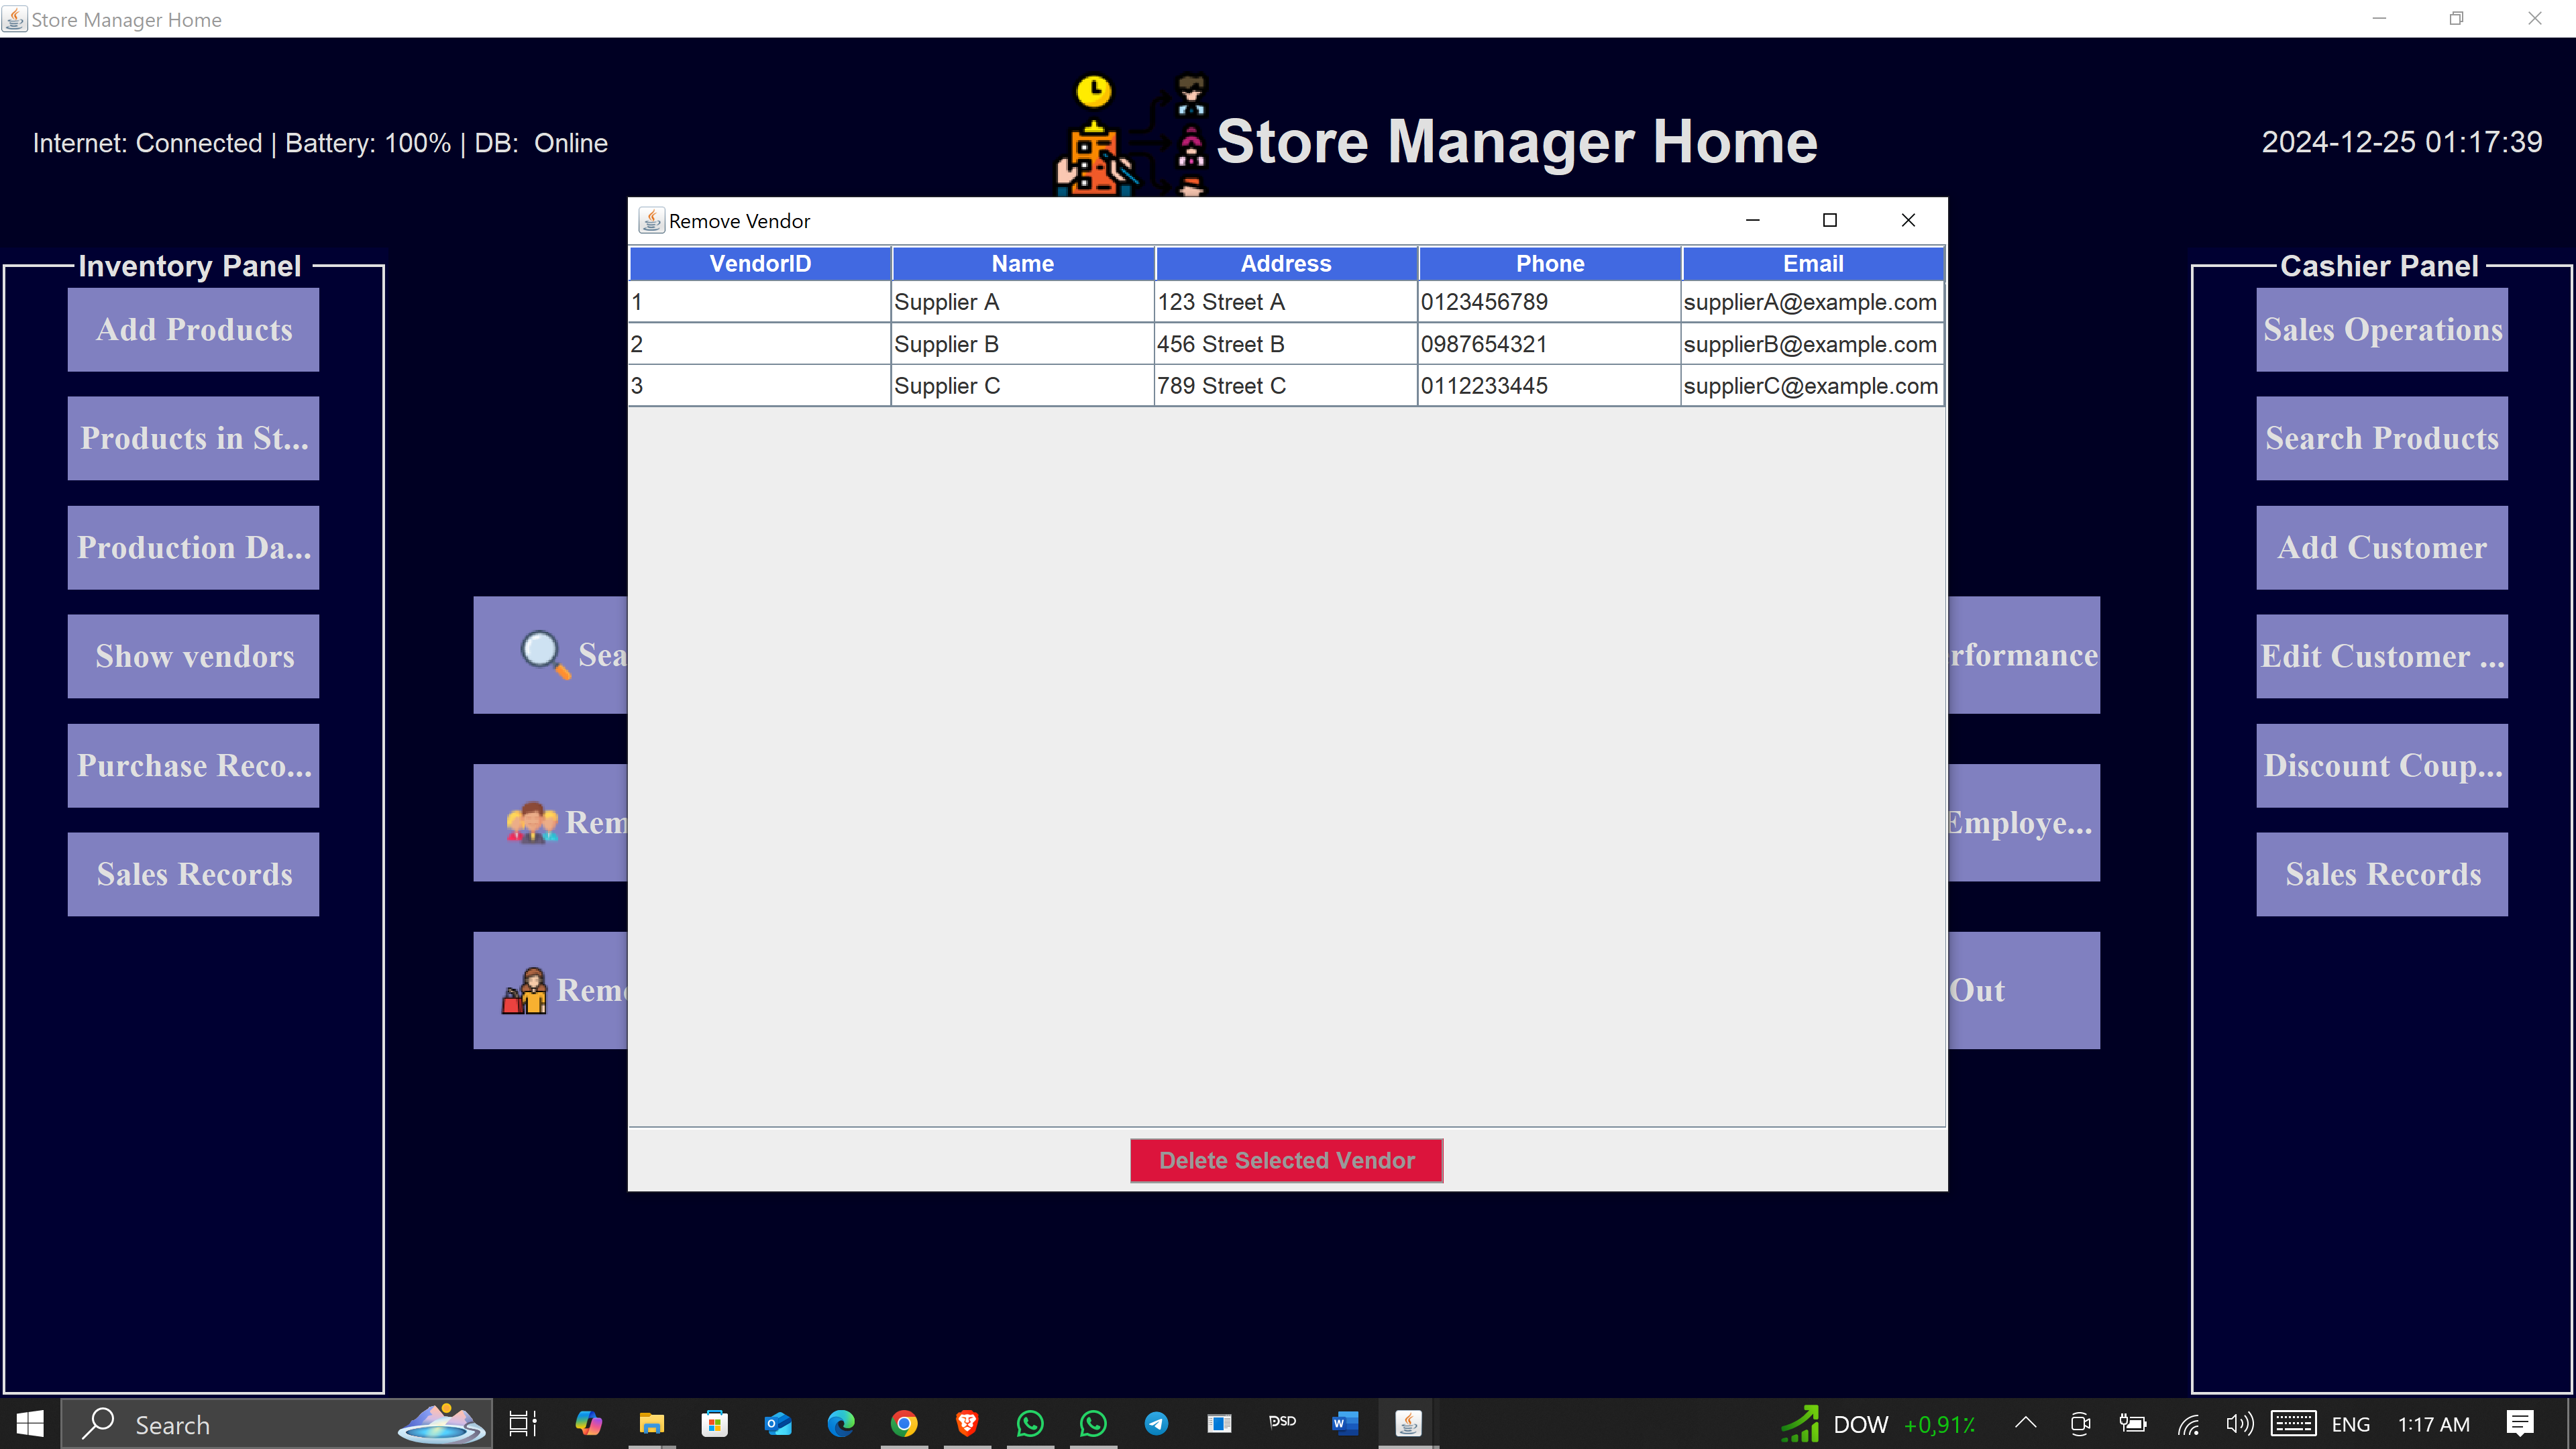 Store Manager Home
Internet: Connected | Battery: 100% | DB:  Online
Store Manager Home
2024-12-25 01:17:39
Inventory Panel
Add Products
Products in St...
Production Da...
Show vendors
Purchase Reco...
Sales Records
Sea
Rem
Rem
Remove Vendor
VendorID Name Address Phone Email
1 Supplier A 123 Street A 0123456789 supplierA@example.com
2 Supplier B 456 Street B 0987654321 supplierB@example.com
3 Supplier C 789 Street C 0112233445 supplierC@example.com
Delete Selected Vendor
rformance
Employe...
Out
Cashier Panel
Sales Operations
Search Products
Add Customer
Edit Customer ...
Discount Coup...
Sales Records
Search
PSD
DOW +0,91%
ENG
1:17 AM